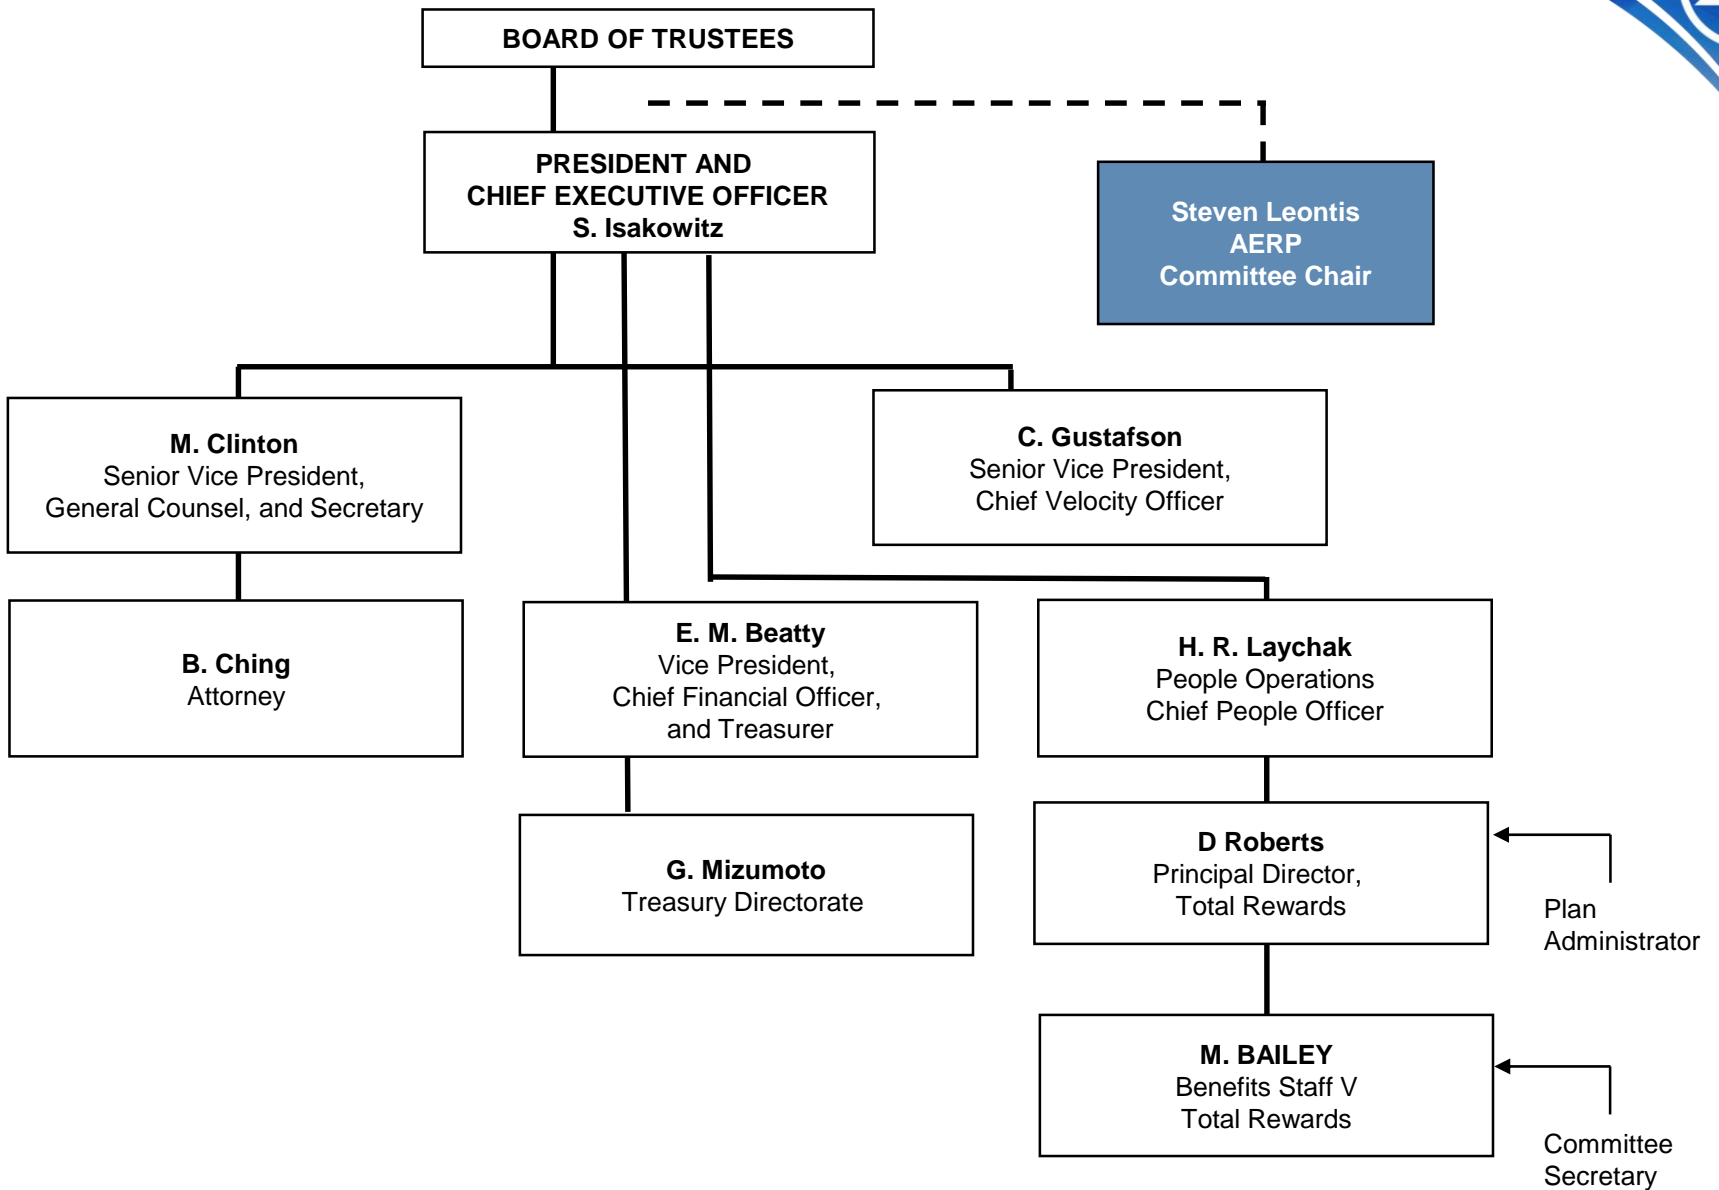 BOARD OF TRUSTEES
PRESIDENT AND
CHIEF EXECUTIVE OFFICER
S. Isakowitz
Steven Leontis
AERP
Committee Chair
M. Clinton
Senior Vice President,
General Counsel, and Secretary
C. Gustafson
Senior Vice President,
Chief Velocity Officer
B. Ching
Attorney
E. M. Beatty
Vice President,
Chief Financial Officer,
and Treasurer
H. R. Laychak
People Operations
Chief People Officer
G. Mizumoto
Treasury Directorate
D Roberts
Principal Director,
Total Rewards
Plan
Administrator
M. BAILEY
Benefits Staff V
Total Rewards
Committee
Secretary